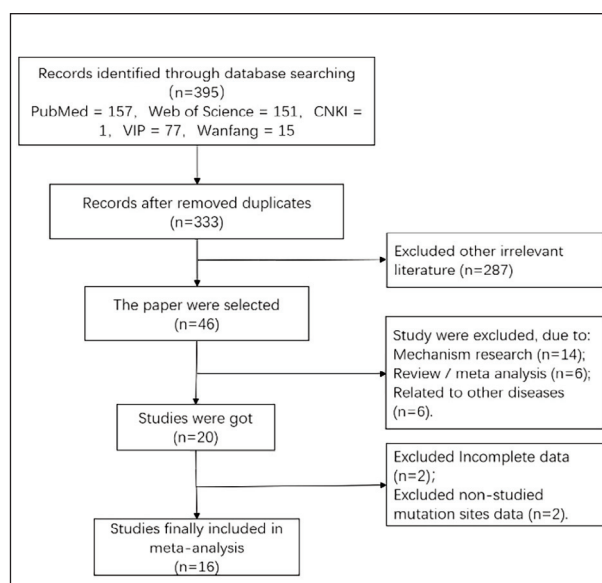 Records identified through database searching
(n=395)
PubMed = 157, Web of Science = 151, CNKI =
1, VIP = 77, Wanfang = 15
Records after removed duplicates
(n=333)
Excluded other irrelevant
literature (n=287)
The paper were selected
(n=46)
Study were excluded, due to:
Mechanism research (n=14);
Review / meta analysis (n=6);
Related to other diseases
(n=6).
Studies were got
(n=20)
Excluded Incomplete data
(n=2);
Excluded non-studied
mutation sites data (n=2).
Studies finally included in
meta-analysis
(n=16)